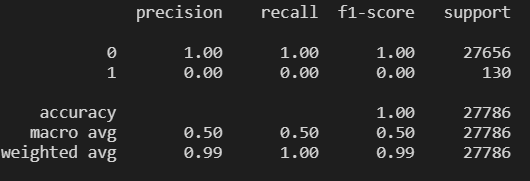 precision recall f1-score support
0 1.00 1.00 1.00 27656
1 0.00 0.00 0.00 130
accuracy 1.00 27786
macro avg 0.50 0.50 0.50 27786
weighted avg 0.99 1.00 0.99 27786